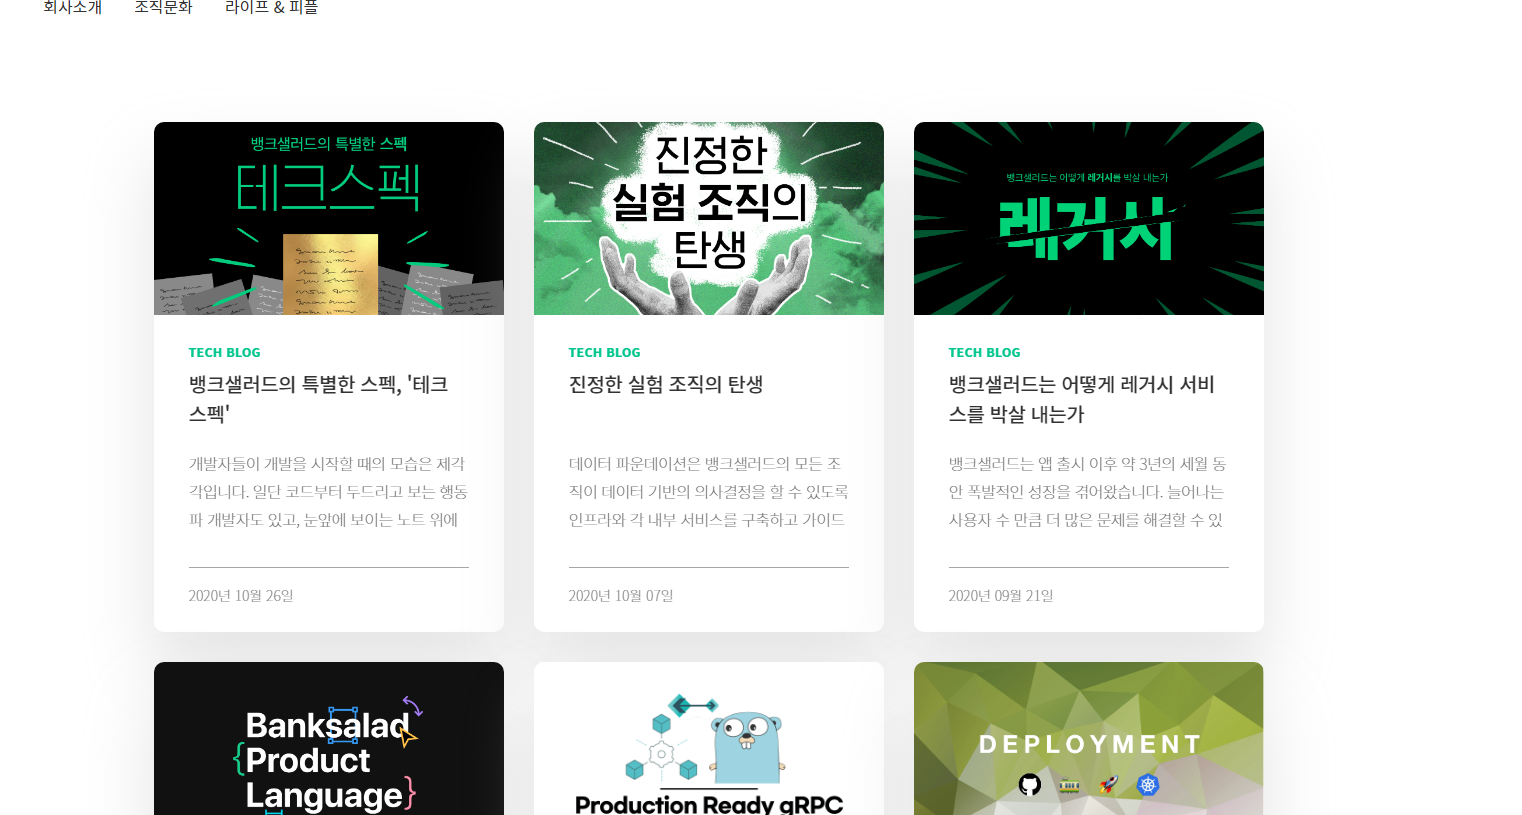 회사소개 조직문화 라이프 & 피플
뱅크샐러드의 특별한 스펙
테크스펙
진정한
실험 조직의
탄생
뱅크샐러드는 어떻게 레거시를 박살 내는가
레거시
TECH BLOG
뱅크샐러드의 특별한 스펙, '테크
스펙'
개발자들이 개발을 시작할 때의 모습은 제각
각입니다. 일단 코드부터 두드리고 보는 행동
파 개발자도 있고, 눈앞에 보이는 노트 위에
2020년 10월 26일
TECH BLOG
진정한 실험 조직의 탄생
데이터 파운데이션은 뱅크샐러드의 모든 조
직이 데이터 기반의 의사결정을 할 수 있도록
인프라와 각 내부 서비스를 구축하고 가이드
2020년 10월 07일
TECH BLOG
뱅크샐러드는 어떻게 레거시 서비
스를 박살 내는가
뱅크샐러드는 앱 출시 이후 약 3년의 세월 동
안 폭발적인 성장을 겪어왔습니다. 늘어나는
사용자 수 만큼 더 많은 문제를 해결할 수 있
2020년 09월 21일
Banksalad
{Product
Language}
Production Ready gRPC
DEPLOYMENT